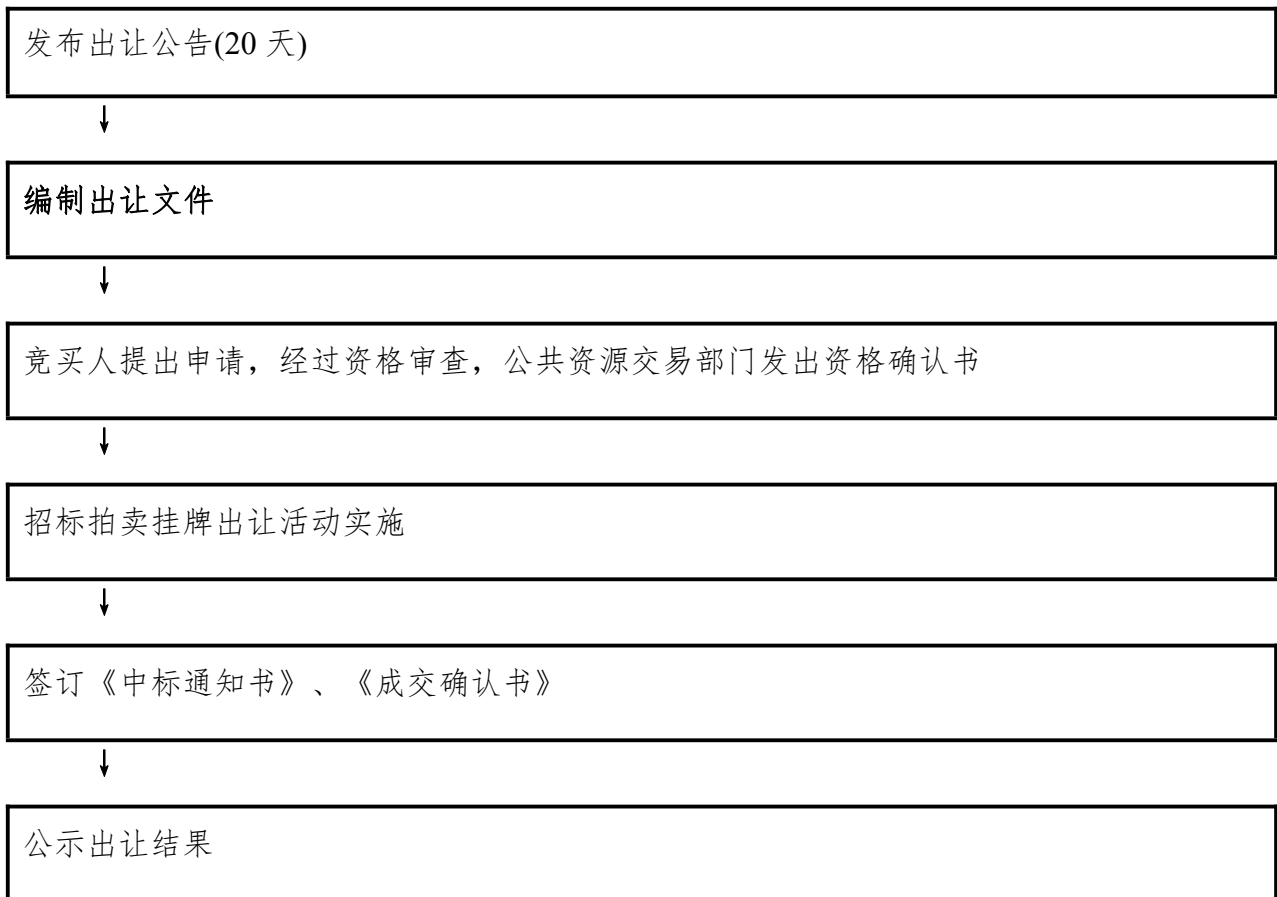 发布出让公告(20 天)
↓
编制出让文件
↓
竞买人提出申请，经过资格审查，公共资源交易部门发出资格确认书
↓
招标拍卖挂牌出让活动实施
↓
签订《中标通知书》、《成交确认书》
↓
公示出让结果